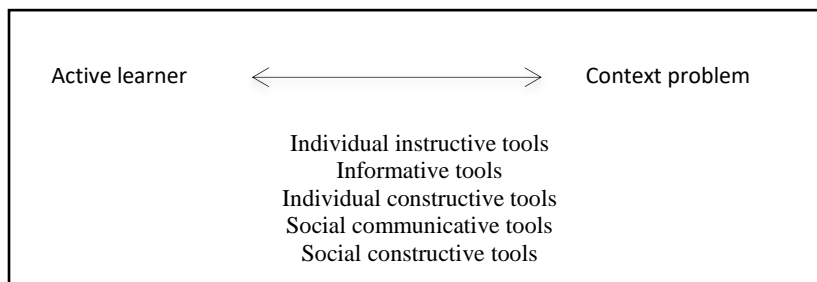 Active learner Context problem
Individual instructive tools
Informative tools
Individual constructive tools
Social communicative tools
Social constructive tools